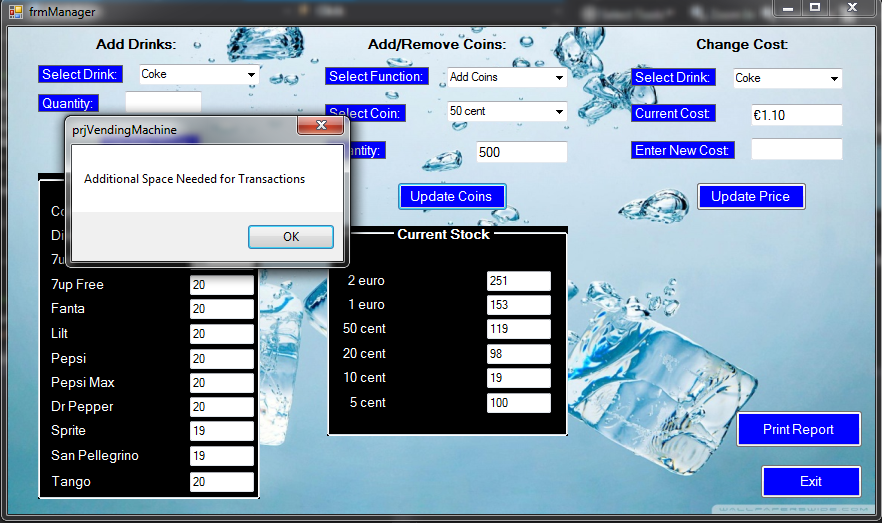 frmManager
Add Drinks:
Select Drink:
Coke
Quantity:
Add/Remove Coins:
Select Function:
Add Coins
Select Coin:
50 cent
500
Update Coins
Change Cost:
Select Drink:
Coke
Current Cost:
€1.10
Enter New Cost:
Update Price
prjVendingMachine
Additional Space Needed for Transactions
OK
7up Free 20
Fanta 20
Lilt 20
Pepsi 20
Pepsi Max 20
Dr Pepper 20
Sprite 19
San Pellegrino 19
Tango 20
Current Stock
2 euro 251
1 euro 153
50 cent 119
20 cent 98
10 cent 19
5 cent 100
Print Report
Exit